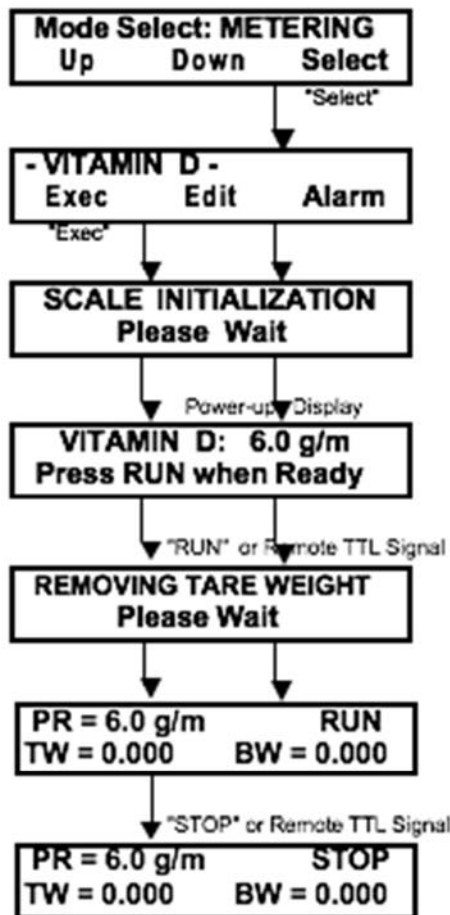 Mode Select: METERING
Up Down Select
"Select"
- VITAMIN D -
Exec Edit Alarm
"Exec"
SCALE INITIALIZATION
Please Wait
Power-up Display
VITAMIN D: 6.0 g/m
Press RUN when Ready
"RUN" or Remote TTL Signal
REMOVING TARE WEIGHT
Please Wait
PR = 6.0 g/m RUN
TW = 0.000 BW = 0.000
"STOP" or Remote TTL Signal
PR = 6.0 g/m STOP
TW = 0.000 BW = 0.000